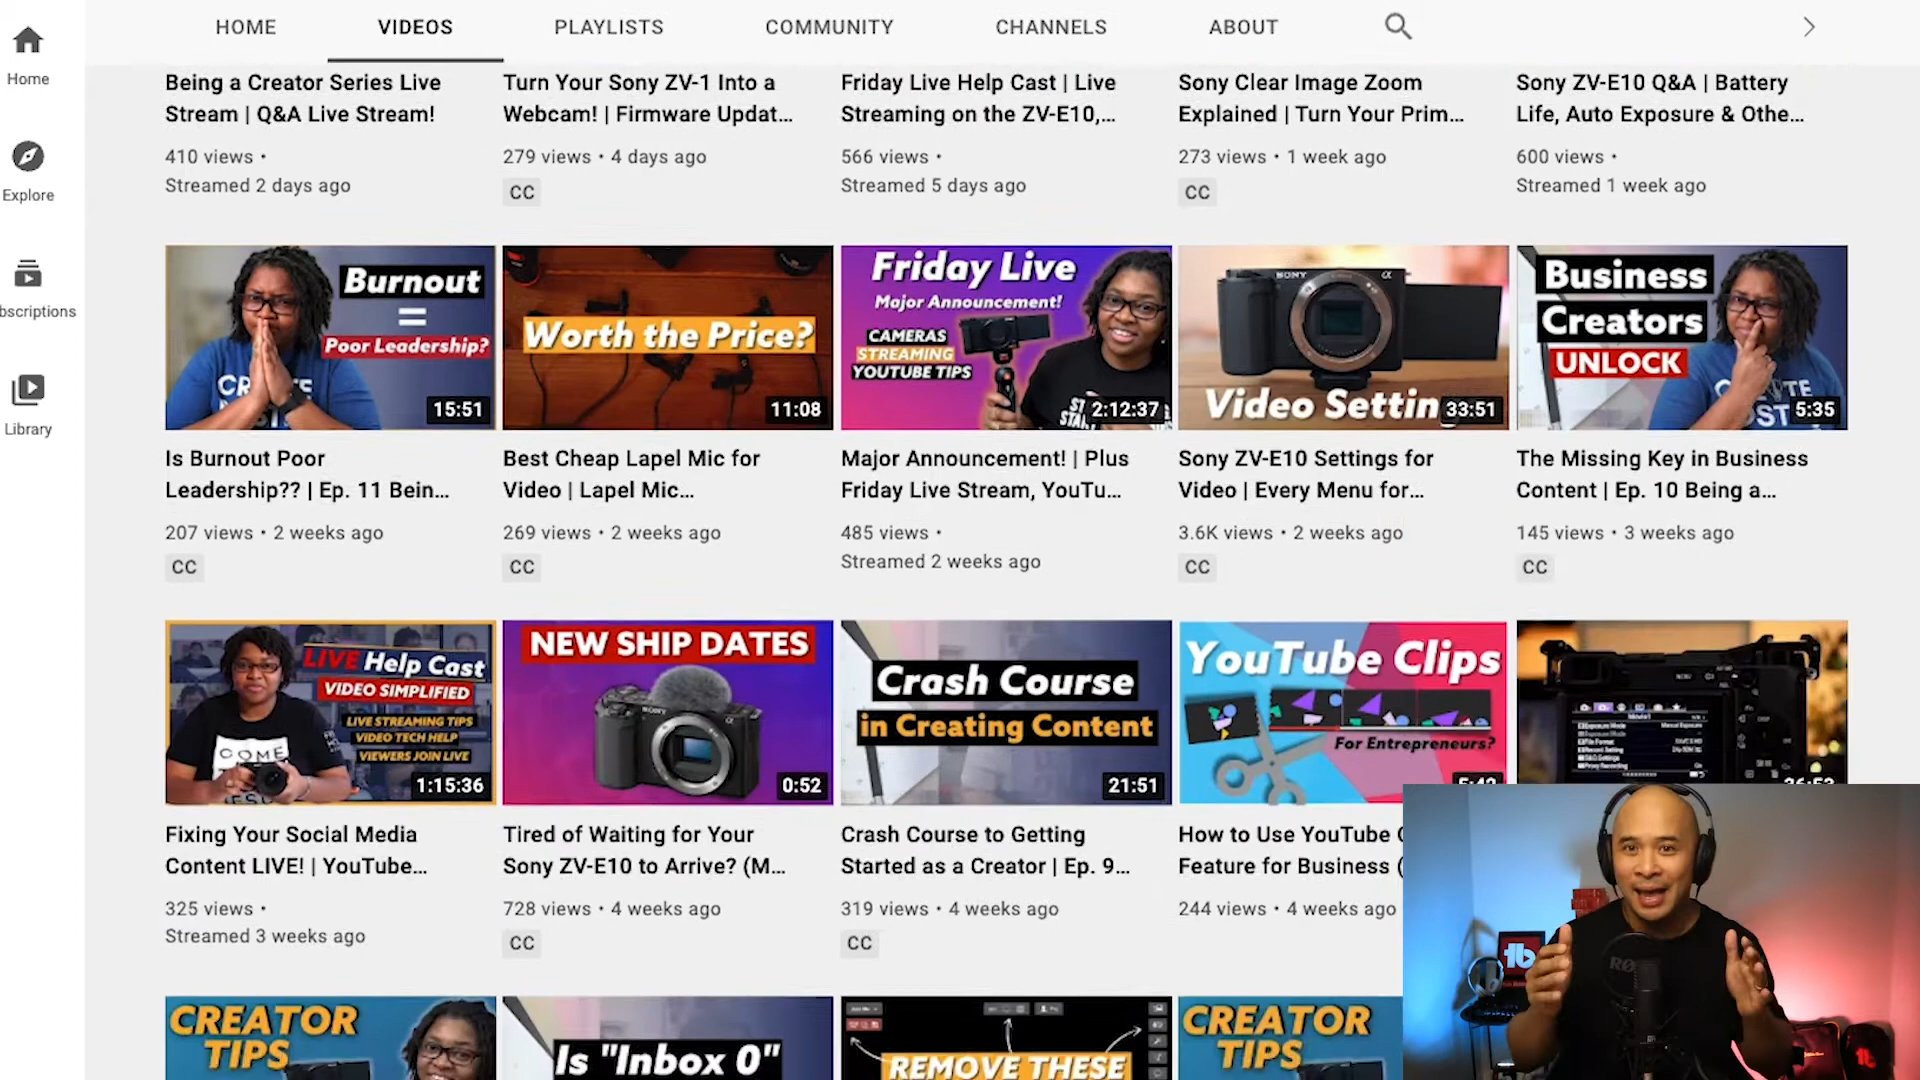 HOME
VIDEOS
PLAYLISTS
COMMUNITY
CHANNELS
ABOUT
Home
Explore
bscriptions
Library
Being a Creator Series Live
Stream | Q&A Live Stream!
410 views •
Streamed 2 days ago
Turn Your Sony ZV-1 Into a
Webcam! | Firmware Updat...
279 views • 4 days ago
CC
Friday Live Help Cast | Live
Streaming on the ZV-E10,...
566 views •
Streamed 5 days ago
Sony Clear Image Zoom
Explained | Turn Your Prim...
273 views • 1 week ago
CC
Sony ZV-E10 Q&A | Battery
Life, Auto Exposure & Othe...
600 views •
Streamed 1 week ago
Burnout
=
Poor Leadership?
15:51
Is Burnout Poor
Leadership?? | Ep. 11 Bein...
207 views • 2 weeks ago
CC
Worth the Price?
11:08
Best Cheap Lapel Mic for
Video | Lapel Mic...
269 views • 2 weeks ago
CC
Friday Live
Major Announcement!
CAMERAS
STREAMING
YOUTUBE TIPS
2:12:37
Major Announcement! | Plus
Friday Live Stream, YouTu...
485 views •
Streamed 2 weeks ago
SONY
Video Settin
33:51
Sony ZV-E10 Settings for
Video | Every Menu for...
3.6K views • 2 weeks ago
CC
Business
Creators
UNLOCK
5:35
The Missing Key in Business
Content | Ep. 10 Being a...
145 views • 3 weeks ago
CC
LIVE Help Cast
VIDEO SIMPLIFIED
LIVE STREAMING TIPS
VIDEO TECH HELP
VIEWERS JOIN LIVE
COME
1:15:36
Fixing Your Social Media
Content LIVE! | YouTube...
325 views •
Streamed 3 weeks ago
NEW SHIP DATES
SONY
0:52
Tired of Waiting for Your
Sony ZV-E10 to Arrive? (M...
728 views • 4 weeks ago
CC
Crash Course
in Creating Content
21:51
Crash Course to Getting
Started as a Creator | Ep. 9...
319 views • 4 weeks ago
CC
YouTube Clips
For Entrepreneurs?
How to Use YouTube
Feature for Business (
244 views • 4 weeks ago
tb
RØ
CREATOR
TIPS
Is "Inbox 0"
REMOVE THESE
CREATOR
TIPS